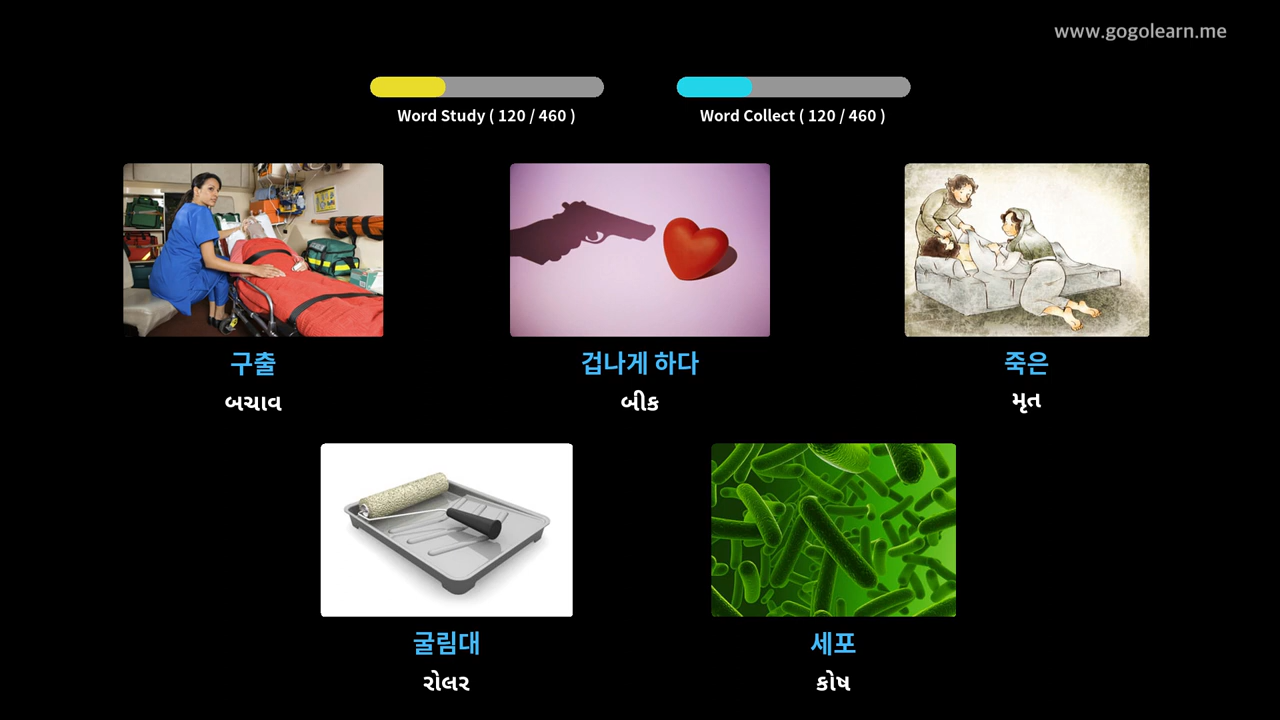 www.gogolearn.me
Word Study ( 120 / 460 )
Word Collect ( 120 / 460 )
구출
બચાવ
겁나게 하다
બીક
죽은
મૃત
굴림대
રોલર
세포
કોષ